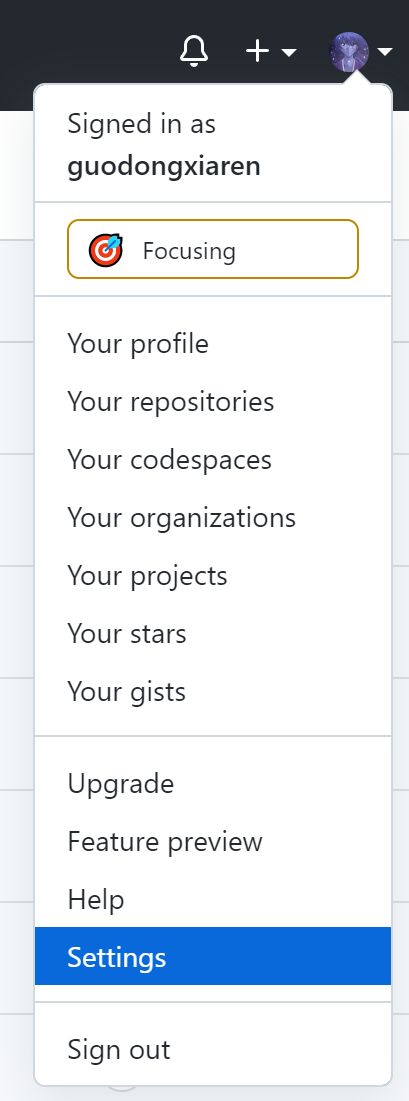 Signed in as
guodongxiaren
Focusing
Your profile
Your repositories
Your codespaces
Your organizations
Your projects
Your stars
Your gists
Upgrade
Feature preview
Help
Settings
Sign out